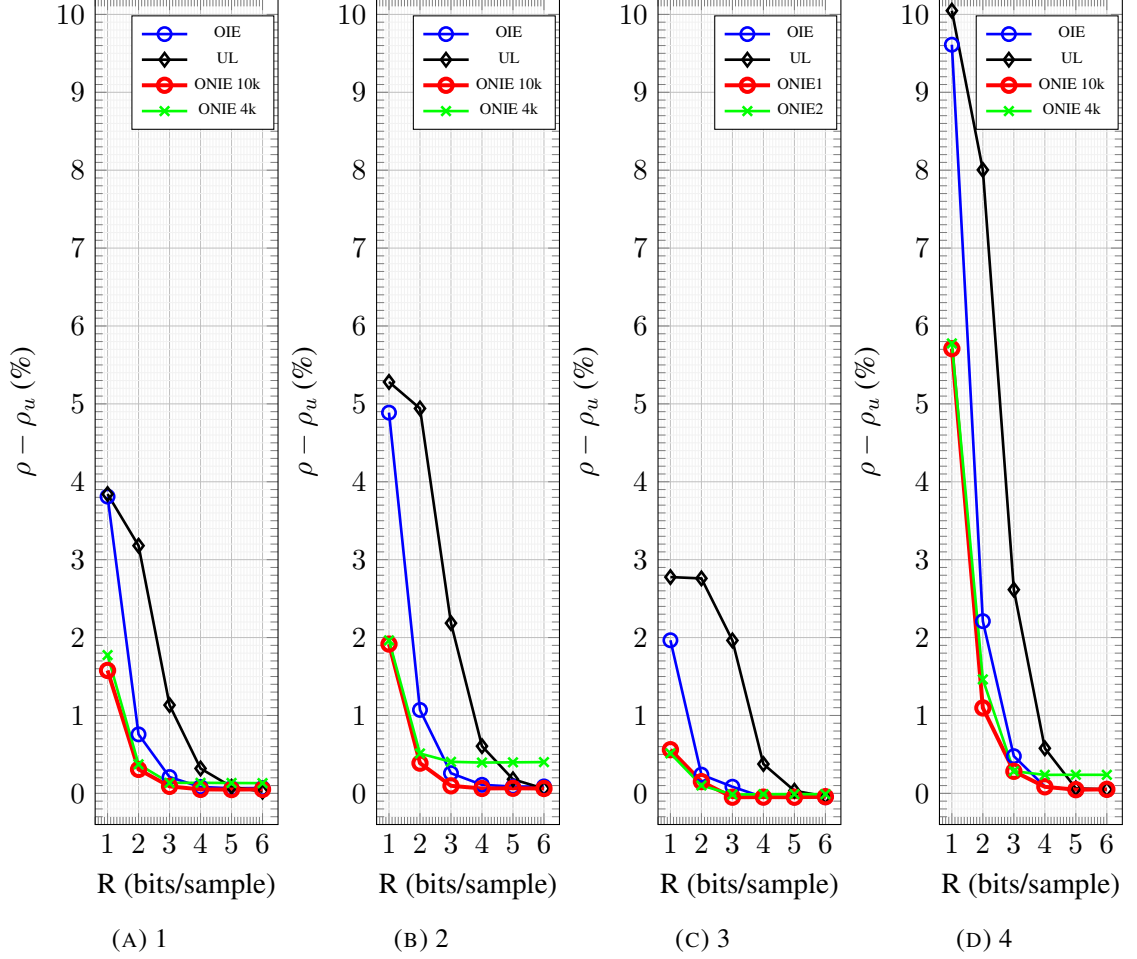 10
9
8
7
6
5
4
3
2
1
0
1 2 3 4 5 6
ρ − ρu (%)
R (bits/sample)
OIE
UL
ONIE 10k
ONIE 4k
(A) 1
10
9
8
7
6
5
4
3
2
1
0
1 2 3 4 5 6
ρ − ρu (%)
R (bits/sample)
OIE
UL
ONIE 10k
ONIE 4k
(B) 2
10
9
8
7
6
5
4
3
2
1
0
1 2 3 4 5 6
ρ − ρu (%)
R (bits/sample)
OIE
UL
ONIE1
ONIE2
(C) 3
10
9
8
7
6
5
4
3
2
1
0
1 2 3 4 5 6
ρ − ρu (%)
R (bits/sample)
OIE
UL
ONIE 10k
ONIE 4k
(D) 4